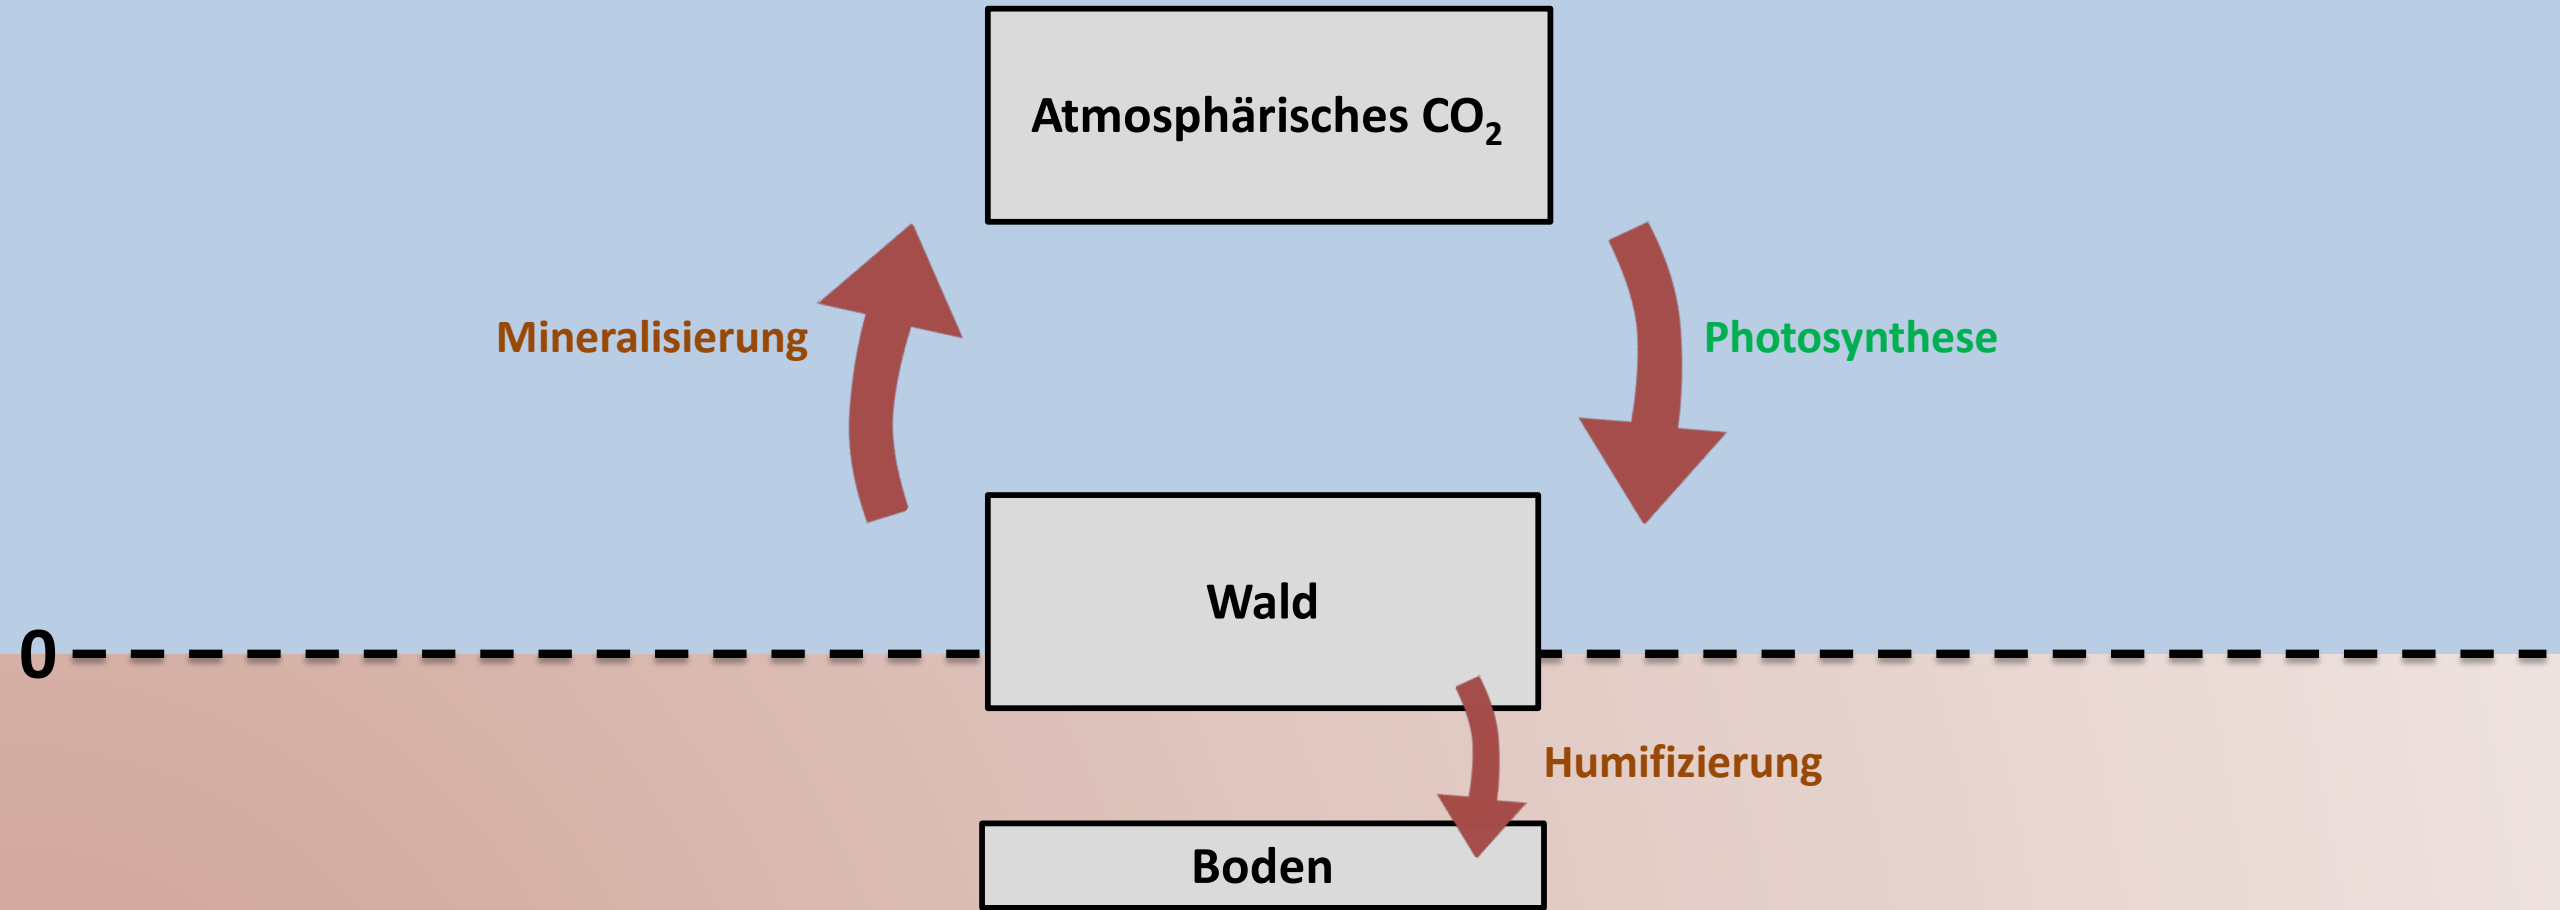 Atmosphärisches CO₂
Mineralisierung
Photosynthese
Wald
0
Humifizierung
Boden